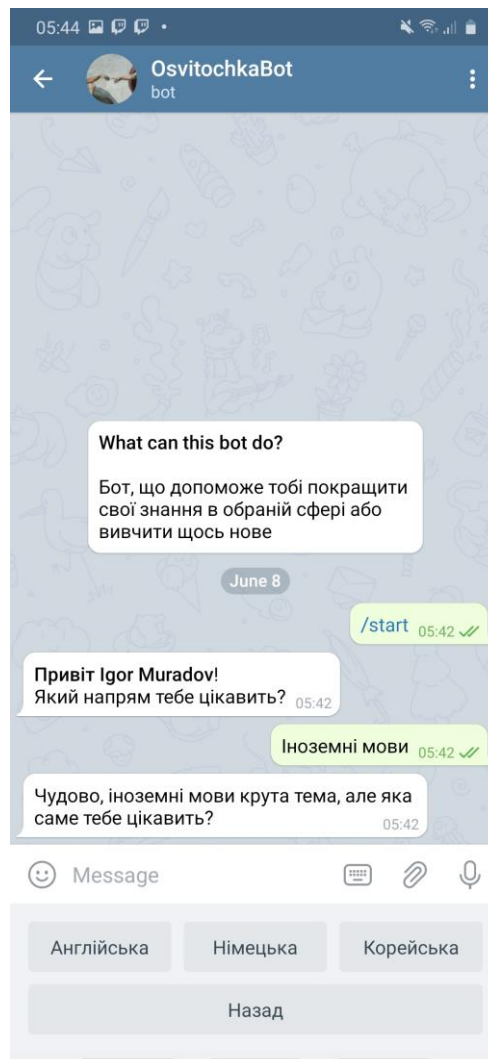 05:44
OsvitochkaBot
bot
What can this bot do?
Бот, що допоможе тобі покращити
свої знання в обраній сфері або
вивчити щось нове
June 8
/start 05:42
Привіт Igor Muradov!
Який напрям тебе цікавить? 05:42
Іноземні мови 05:42
Чудово, іноземні мови крута тема, але яка
саме тебе цікавить? 05:42
Message
Англійська Німецька Корейська
Назад